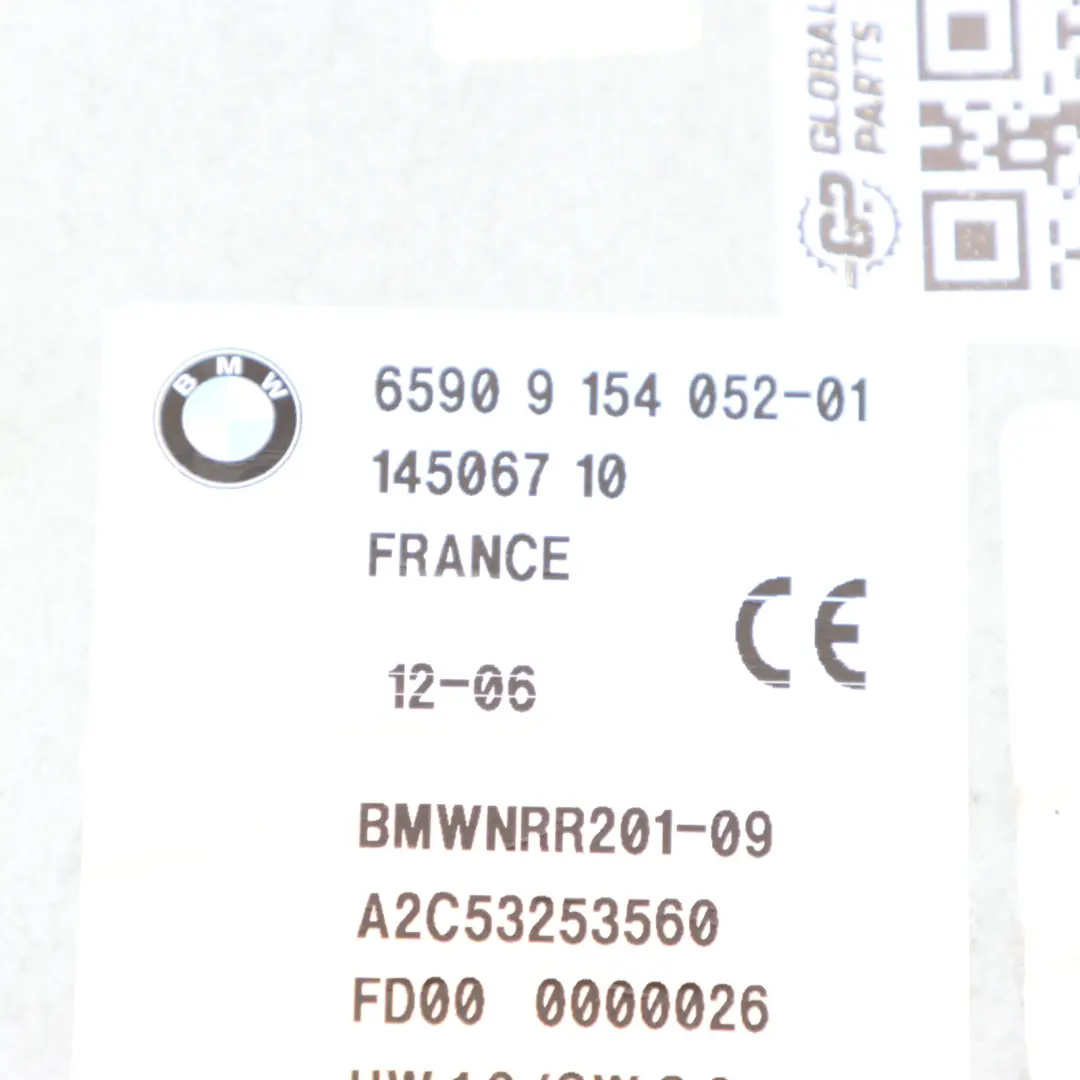 GLOBAL
PARTS
GP
BMW
6590 9 154 052-01
145067 10
FRANCE
CE
12-06
BMWNRR201-09
A2C53253560
FD00 0000026